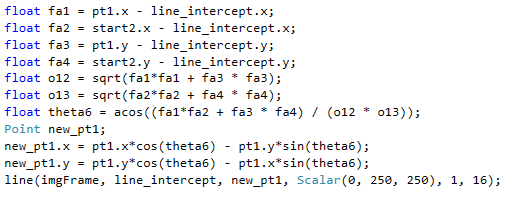 float fa1 = pt1.x - line_intercept.x;
float fa2 = start2.x - line_intercept.x;
float fa3 = pt1.y - line_intercept.y;
float fa4 = start2.y - line_intercept.y;
float o12 = sqrt(fa1*fa1 + fa3 * fa3);
float o13 = sqrt(fa2*fa2 + fa4 * fa4);
float theta6 = acos((fa1*fa2 + fa3 * fa4) / (o12 * o13));
Point new_pt1;
new_pt1.x = pt1.x*cos(theta6) - pt1.y*sin(theta6);
new_pt1.y = pt1.y*cos(theta6) - pt1.x*sin(theta6);
line(imgFrame, line_intercept, new_pt1, Scalar(0, 250, 250), 1, 16);